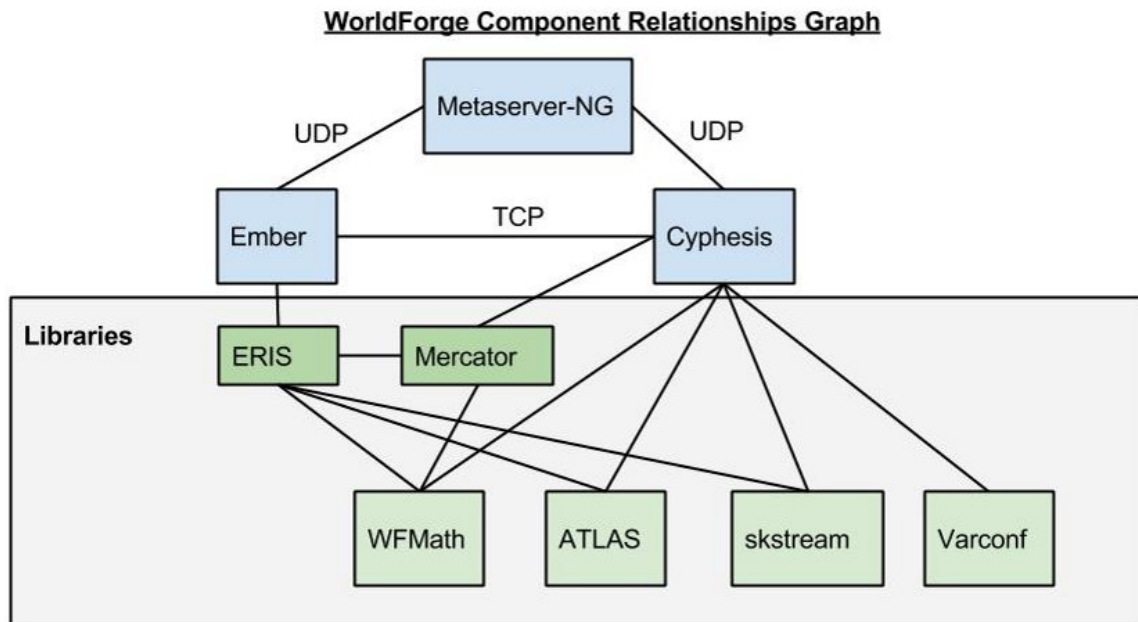 WorldForge Component Relationships Graph
Metaserver-NG
UDP
UDP
Ember
TCP
Cyphesis
Libraries
ERIS
Mercator
WFMath
ATLAS
skstream
Varconf